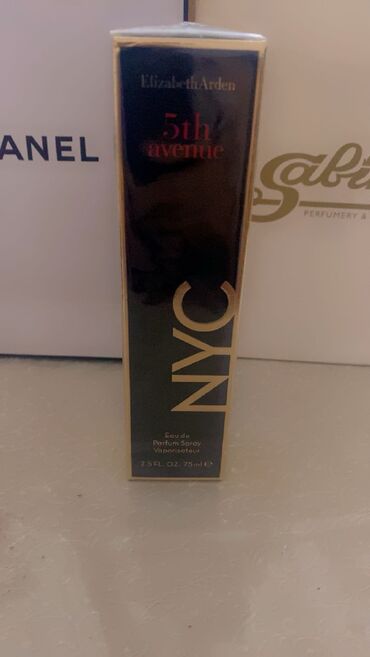 Elizabeth Arden
5th
avenue
ANEL
Sabi
PERFUMERY &
NYC
Eau de
Parfum Spray
Vaporisateur
2.5 FL. OZ. 75 ml ℮